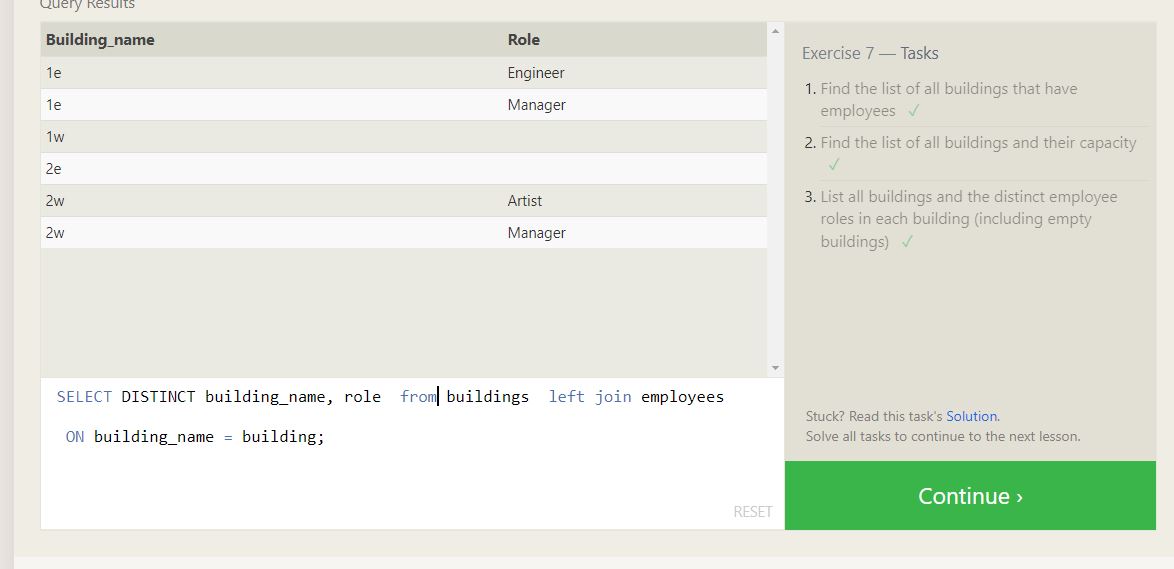 Query Results
Building_name Role
1e Engineer
1e Manager
1w
2e
2w Artist
2w Manager
SELECT DISTINCT building_name, role  from buildings  left join employees
ON building_name = building;
RESET
Exercise 7 — Tasks
1. Find the list of all buildings that have
employees ✓
2. Find the list of all buildings and their capacity
✓
3. List all buildings and the distinct employee
roles in each building (including empty
buildings) ✓
Stuck? Read this task's Solution.
Solve all tasks to continue to the next lesson.
Continue ›